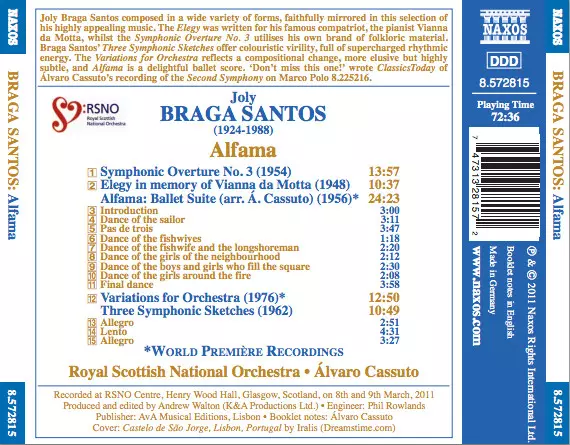 NAXOS
BRAGA SANTOS: Alfama
8.572815
Joly Braga Santos composed in a wide variety of forms, faithfully mirrored in this selection of
his highly appealing music. The Elegy was written for his famous compatriot, the pianist Vianna
da Motta, whilst the Symphonic Overture No. 3 utilises his own brand of folkloric material.
Braga Santos' Three Symphonic Sketches offer colouristic virility, full of supercharged rhythmic
energy. The Variations for Orchestra reflects a compositional change, more elusive but highly
subtle, and Alfama is a delightful ballet score. ‘Don’t miss this one!’ wrote ClassicsToday of
Álvaro Cassuto's recording of the Second Symphony on Marco Polo 8.225216.
RSNO
Royal Scottish
National Orchestra
Joly
BRAGA SANTOS
(1924-1988)
Alfama
1 Symphonic Overture No. 3 (1954) 13:57
2 Elegy in memory of Vianna da Motta (1948) 10:37
Alfama: Ballet Suite (arr. Á. Cassuto) (1956)* 24:23
3 Introduction 3:00
4 Dance of the sailor 3:11
5 Pas de trois 3:47
6 Dance of the fishwives 1:18
7 Dance of the fishwife and the longshoreman 2:20
8 Dance of the girls of the neighbourhood 2:12
9 Dance of the boys and girls who fill the square 2:30
10 Dance of the girls around the fire 2:08
11 Final dance 3:58
12 Variations for Orchestra (1976)* 12:50
Three Symphonic Sketches (1962) 10:49
13 Allegro 2:51
14 Lento 4:31
15 Allegro 3:27
*WORLD PREMIÈRE RECORDINGS
Royal Scottish National Orchestra • Álvaro Cassuto
Recorded at RSNO Centre, Henry Wood Hall, Glasgow, Scotland, on 8th and 9th March, 2011
Produced and edited by Andrew Walton (K&A Productions Ltd.) • Engineer: Phil Rowlands
Publisher: AvA Musical Editions, Lisbon • Booklet notes: Álvaro Cassuto
Cover: Castelo de São Jorge, Lisbon, Portugal by Iralis (Dreamstime.com)
NAXOS
DDD
8.572815
Playing Time
72:36
7 47313 28157 2
℗ & © 2011 Naxos Rights International Ltd.
Booklet notes in English
Made in Germany
www.naxos.com
NAXOS
BRAGA SANTOS: Alfama
8.572815